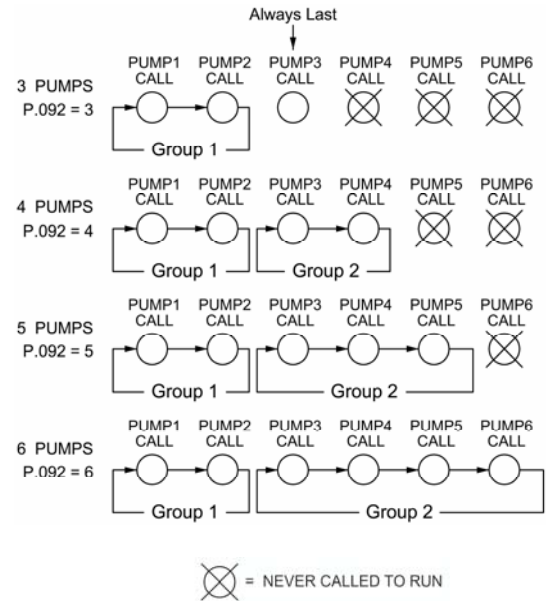 Always Last
PUMP1 PUMP2 PUMP3 PUMP4 PUMP5 PUMP6
CALL CALL CALL CALL CALL CALL
3 PUMPS
P.092 = 3
Group 1
PUMP1 PUMP2 PUMP3 PUMP4 PUMP5 PUMP6
CALL CALL CALL CALL CALL CALL
4 PUMPS
P.092 = 4
Group 1 Group 2
PUMP1 PUMP2 PUMP3 PUMP4 PUMP5 PUMP6
CALL CALL CALL CALL CALL CALL
5 PUMPS
P.092 = 5
Group 1 Group 2
PUMP1 PUMP2 PUMP3 PUMP4 PUMP5 PUMP6
CALL CALL CALL CALL CALL CALL
6 PUMPS
P.092 = 6
Group 1 Group 2
= NEVER CALLED TO RUN